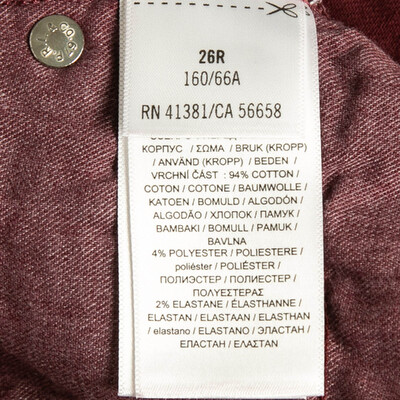 26R
160/66A
RN 41381/CA 56658
КОРПУС / ΣΩΜΑ / BRUK (KROPP)
/ ANVÄND (KROPP) / BEDEN /
VRCHNÍ ČÁST : 94% COTTON /
COTON / COTONE / BAUMWOLLE /
KATOEN / BOMULD / ALGODÓN /
ALGODÃO / ХЛОПОК / ПАМУК /
BAMBAKI / BOMULL / PAMUK /
BAVLNA
4% POLYESTER / POLIESTERE /
poliéster / POLIÉSTER /
ПОЛИЭСТЕР / ПОЛИЕСТЕР /
ΠΟΛΥΕΣΤΕΡΑΣ
2% ELASTANE / ÉLASTHANNE /
ELASTAN / ELASTAAN / ELASTHAN
/ elastano / ELASTANO / ЭЛАСТАН /
ЕЛАСТАН / ΕΛΑΣΤΑΝ